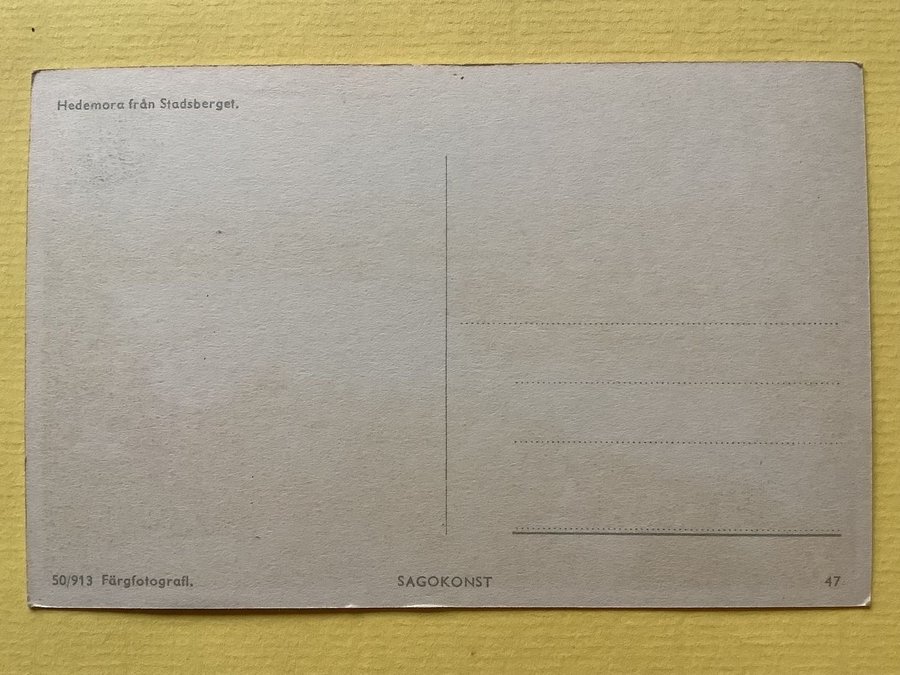 Hedemora från Stadsberget.
50/913 Färgfotografi.
SAGOKONST
47